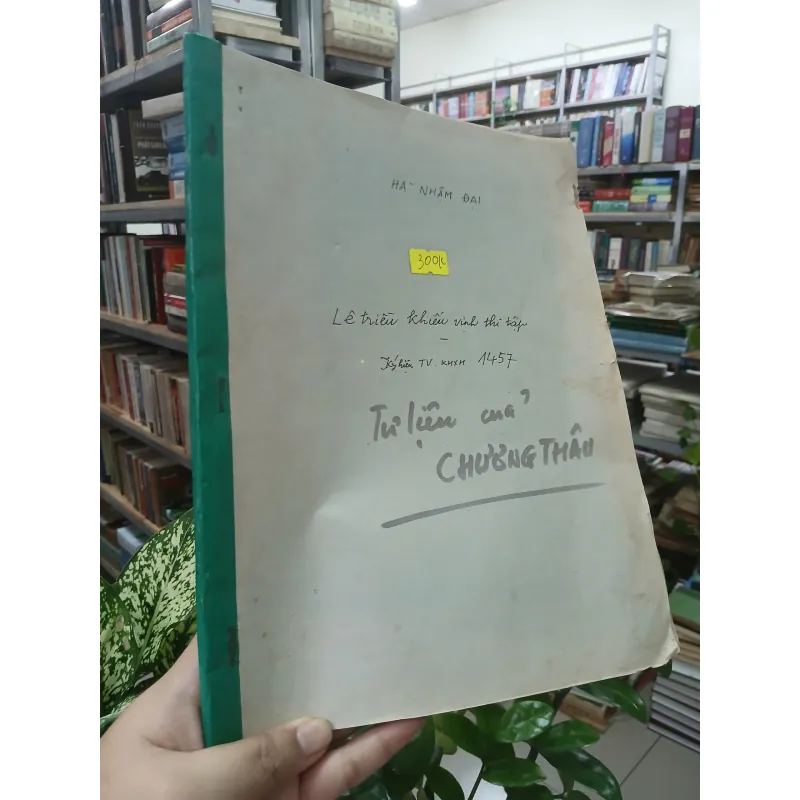 HÀ NHẬM ĐẠI
300k
Lê triều khiếu vịnh thi tập
-
Ký hiệu TV. KHXH 1457
Tư liệu của
CHƯƠNG THÂU